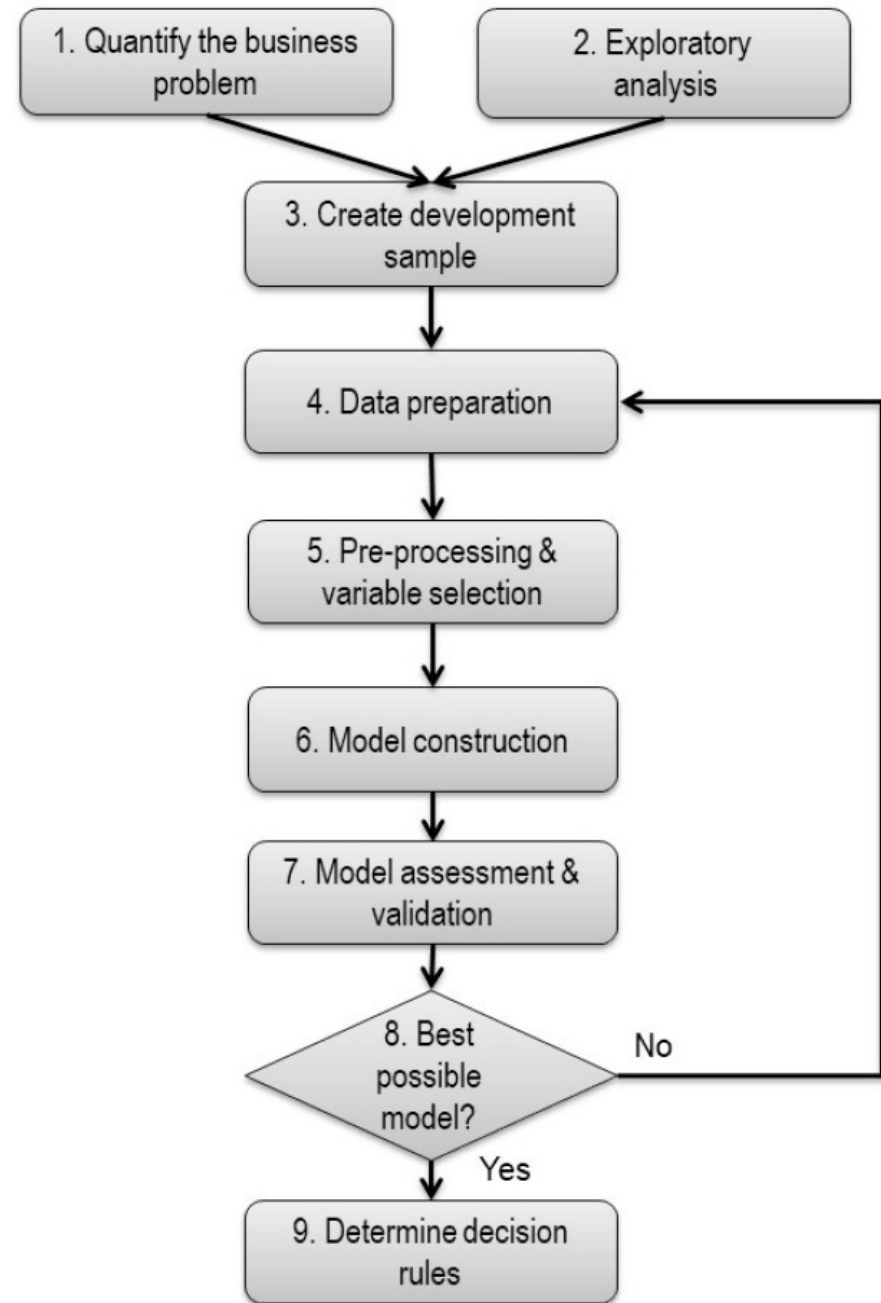 1. Quantify the business
problem
2. Exploratory
analysis
3. Create development
sample
4. Data preparation
5. Pre-processing &
variable selection
6. Model construction
7. Model assessment &
validation
8. Best
possible
model?
No
Yes
9. Determine decision
rules